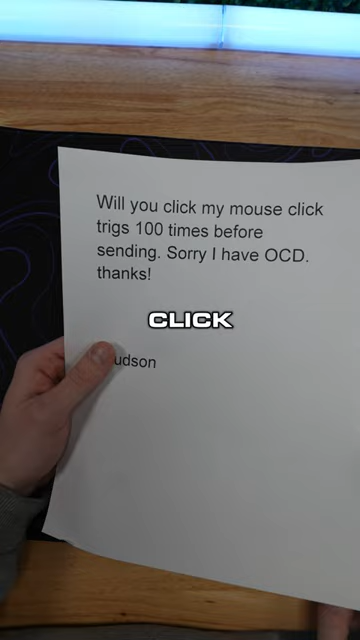 Will you click my mouse click
trigs 100 times before
sending. Sorry I have OCD.
thanks!
CLICK
udson